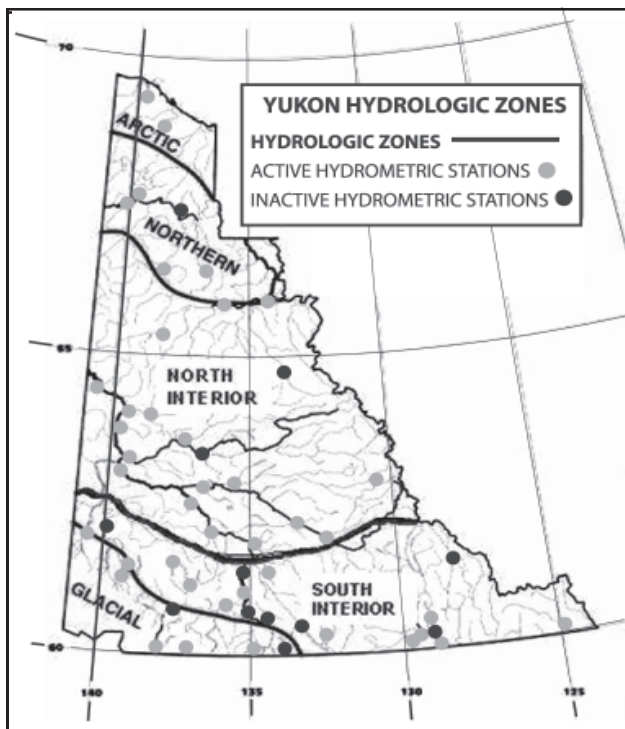 70
YUKON HYDROLOGIC ZONES
HYDROLOGIC ZONES
ACTIVE HYDROMETRIC STATIONS
INACTIVE HYDROMETRIC STATIONS
ARCTIC
NORTHERN
65
NORTH
INTERIOR
SOUTH
INTERIOR
GLACIAL
60
140
135
130
125